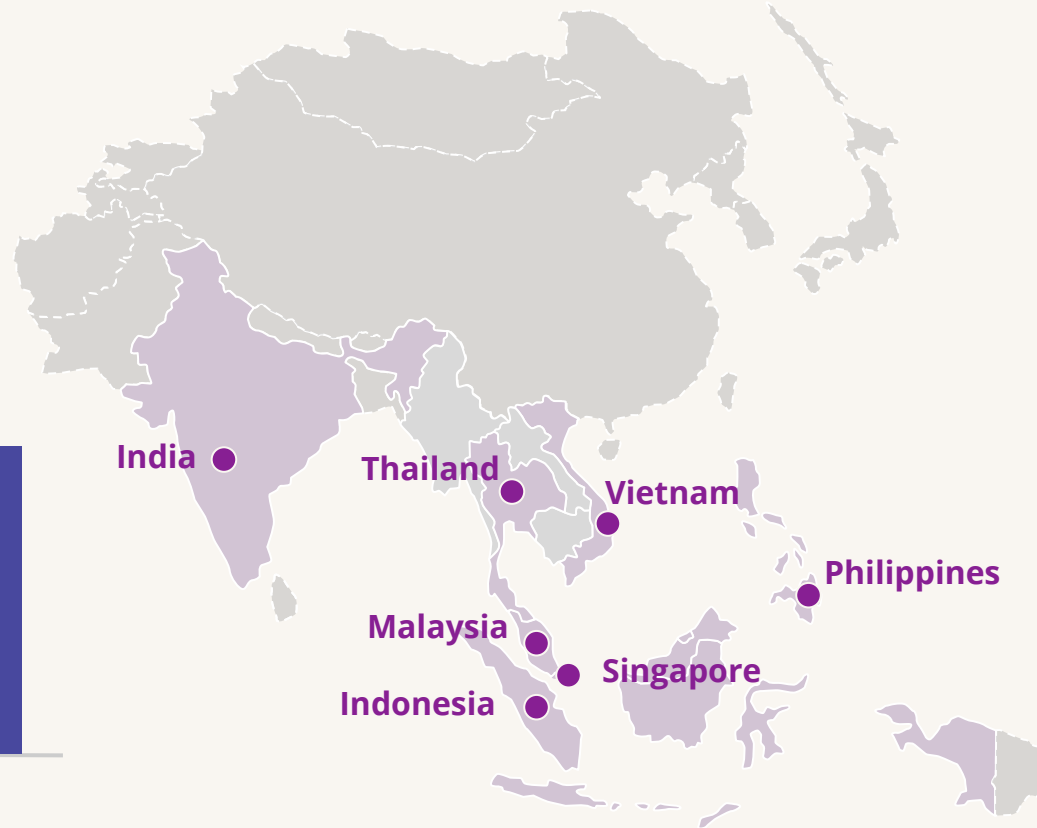 India
Thailand
Vietnam
Philippines
Malaysia
Singapore
Indonesia